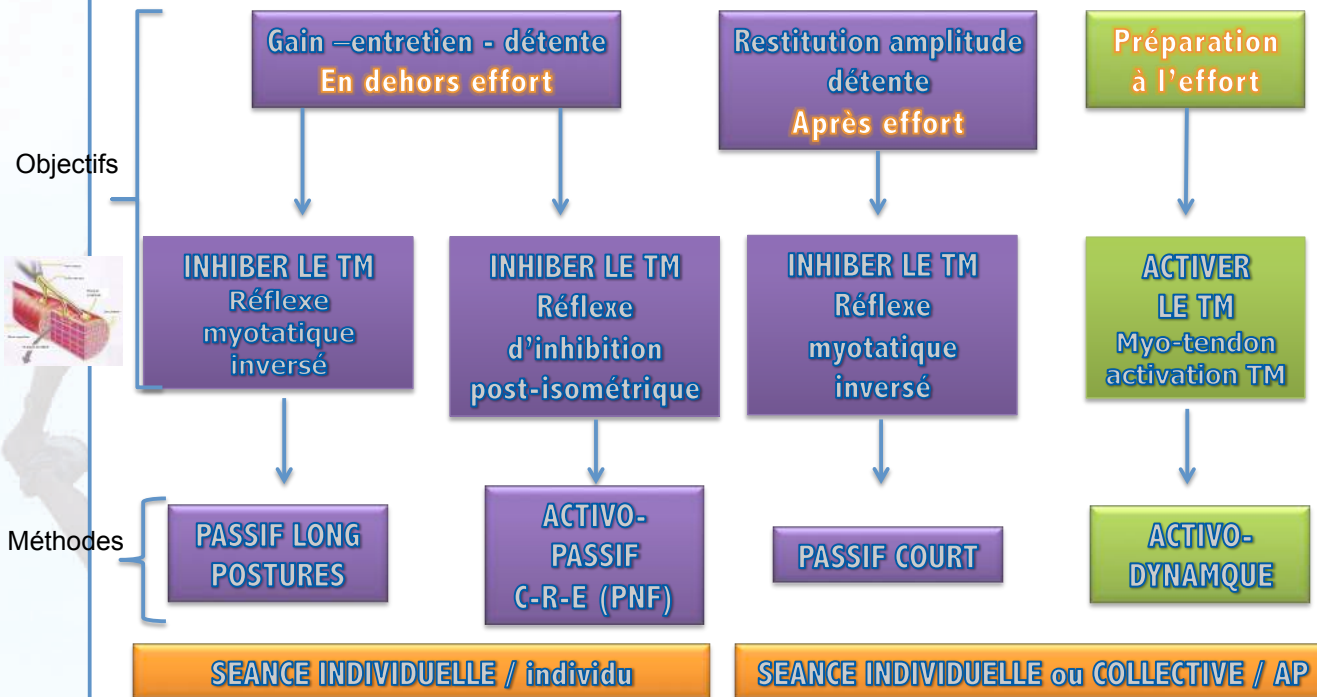 Gain –entretien - détente
En dehors effort
Restitution amplitude
détente
Après effort
Préparation
à l'effort
Objectifs
INHIBER LE TM
Réflexe
myotatique
inversé
INHIBER LE TM
Réflexe
d'inhibition
post-isométrique
INHIBER LE TM
Réflexe
myotatique
inversé
ACTIVER
LE TM
Myo-tendon
activation TM
Méthodes
PASSIF LONG
POSTURES
ACTIVO-
PASSIF
C-R-E (PNF)
PASSIF COURT
ACTIVO-
DYNAMQUE
SEANCE INDIVIDUELLE / individu
SEANCE INDIVIDUELLE ou COLLECTIVE / AP